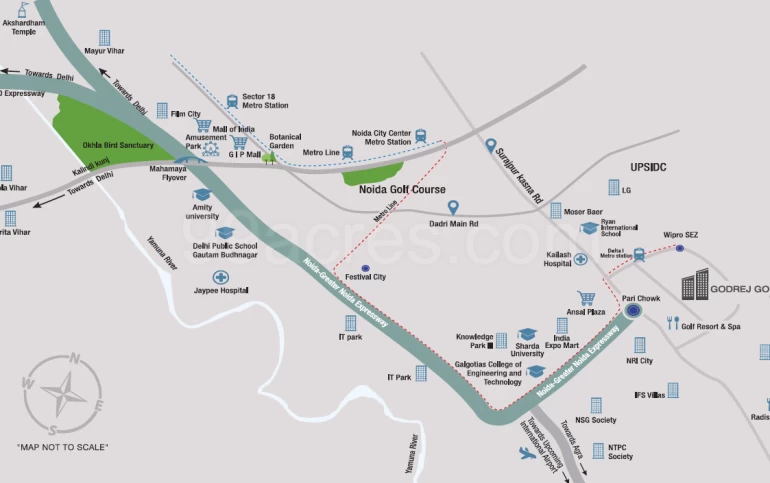 Akshardham
Temple
Mayur Vihar
Towards Delhi
D Expressway
Towards Delhi
Film City
Sector 18
Metro Station
Mall of India
Amusement
Park
G I P Mall
Botanical
Garden
Okhla Bird Sanctuary
Metro Line
Noida City Center
Metro Station
Surajpur kasna Rd
UPSIDC
Kalindi kunj
Towards Delhi
Mahamaya
Flyover
la Vihar
Noida Golf Course
LG
Amity
university
Metro Line
Dadri Main Rd
Moser Baer
Ryan
International
School
rita Vihar
Delhi Public School
Gautam Budhnagar
99acres.com
Wipro SEZ
Yamuna River
Kailash
Hospital
Delta I
Metro station
Noida-Greater Noida Expressway
Festival City
Jaypee Hospital
GODREJ GO
Ansal Plaza
Pari Chowk
IT park
Knowledge
Park III
Sharda
University
India
Expo Mart
Golf Resort & Spa
NRI City
Galgotias College of
Engineering and
Technology
Noida-Greater Noida Expressway
IT Park
IFS Villas
N
W
E
S
NSG Society
Radis
"MAP NOT TO SCALE"
Yamuna River
Towards Upcoming
International Airport
Towards Agra
NTPC
Society